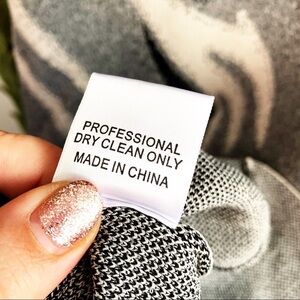 PROFESSIONAL
DRY CLEAN ONLY
MADE IN CHINA